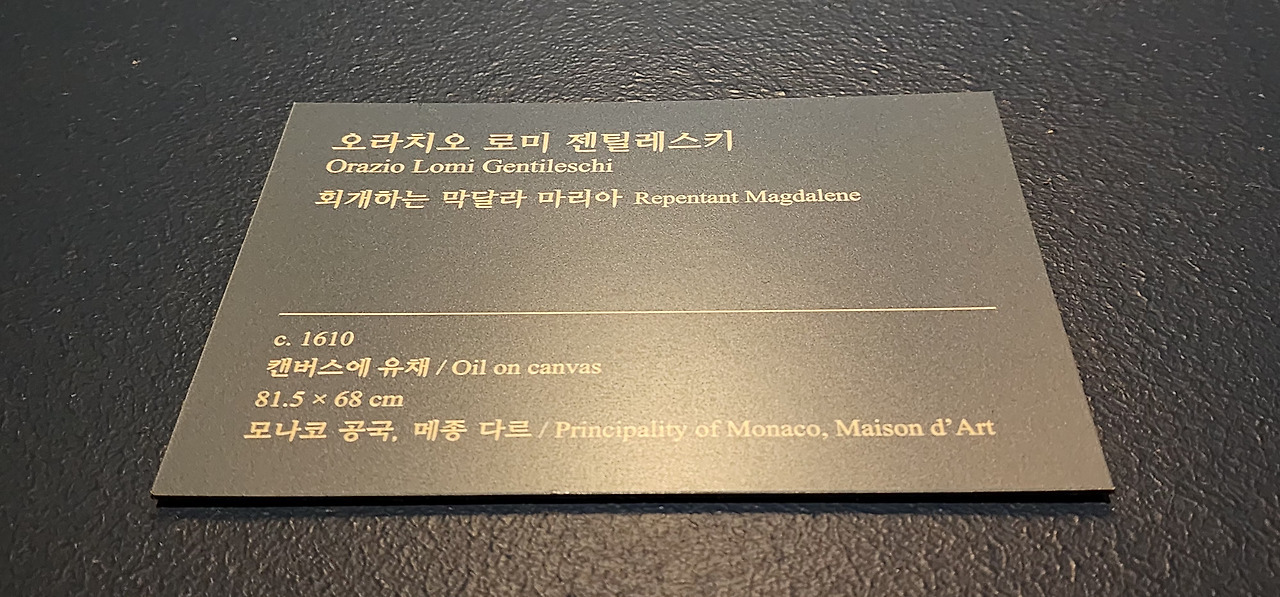 오라치오 로미 젠틸레스키
Orazio Lomi Gentileschi
회개하는 막달라 마리아 Repentant Magdalene
c. 1610
캔버스에 유채 / Oil on canvas
81.5 × 68 cm
모나코 공국, 메종 다르 / Principality of Monaco, Maison d’Art